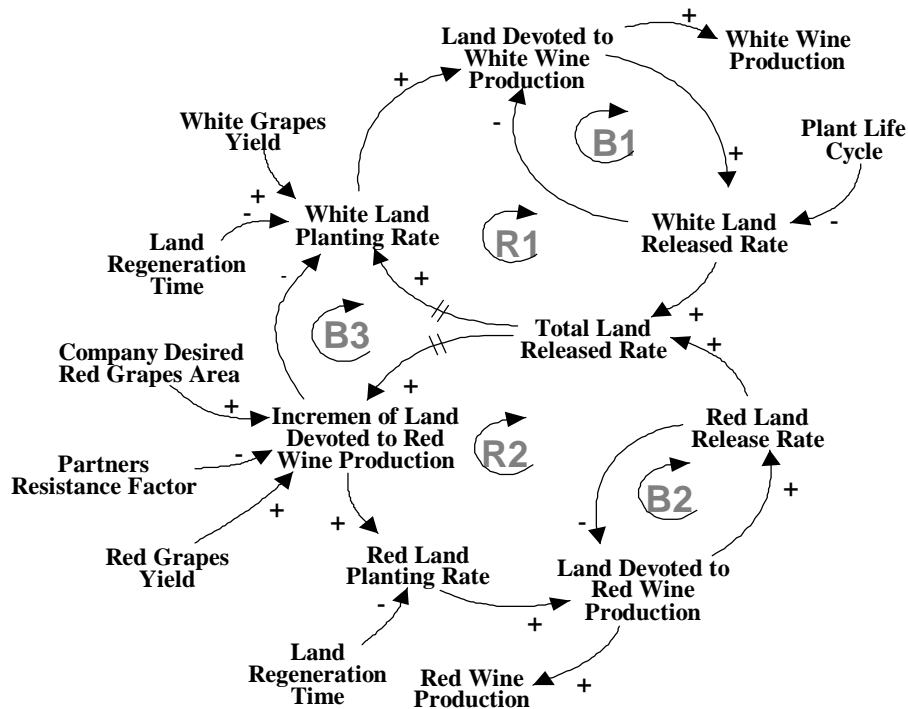 Land Devoted to
White Wine
Production
+
White Wine
Production
+
-
B1
+
White Grapes
Yield
+
Plant Life
Cycle
-
White Land
Released Rate
-
White Land
Planting Rate
R1
Land
Regeneration
Time
-
+
+
B3
Total Land
Released Rate
+
Company Desired
Red Grapes Area
+
+
Incremen of Land
Devoted to Red
Wine Production
R2
Red Land
Release Rate
Partners
Resistance Factor
-
B2
+
+
Red Grapes
Yield
+
-
Red Land
Planting Rate
Land Devoted to
Red Wine
Production
-
+
Land
Regeneration
Time
Red Wine
Production
+